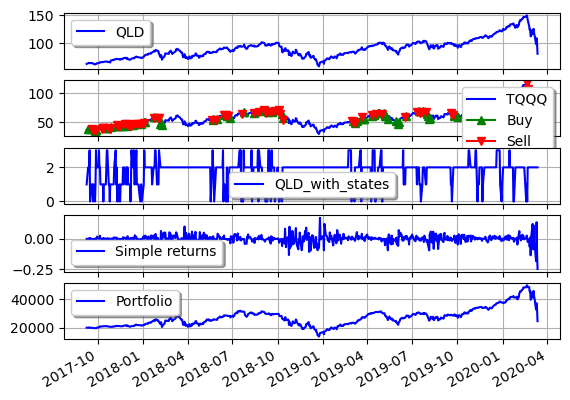 150
QLD
100
100
TQQQ
Buy
50
Sell
2
QLD_with_states
0
0.00
Simple returns
−0.25
Portfolio
40000
20000
2017-10 2018-01 2018-04 2018-07 2018-10 2019-01 2019-04 2019-07 2019-10 2020-01 2020-04